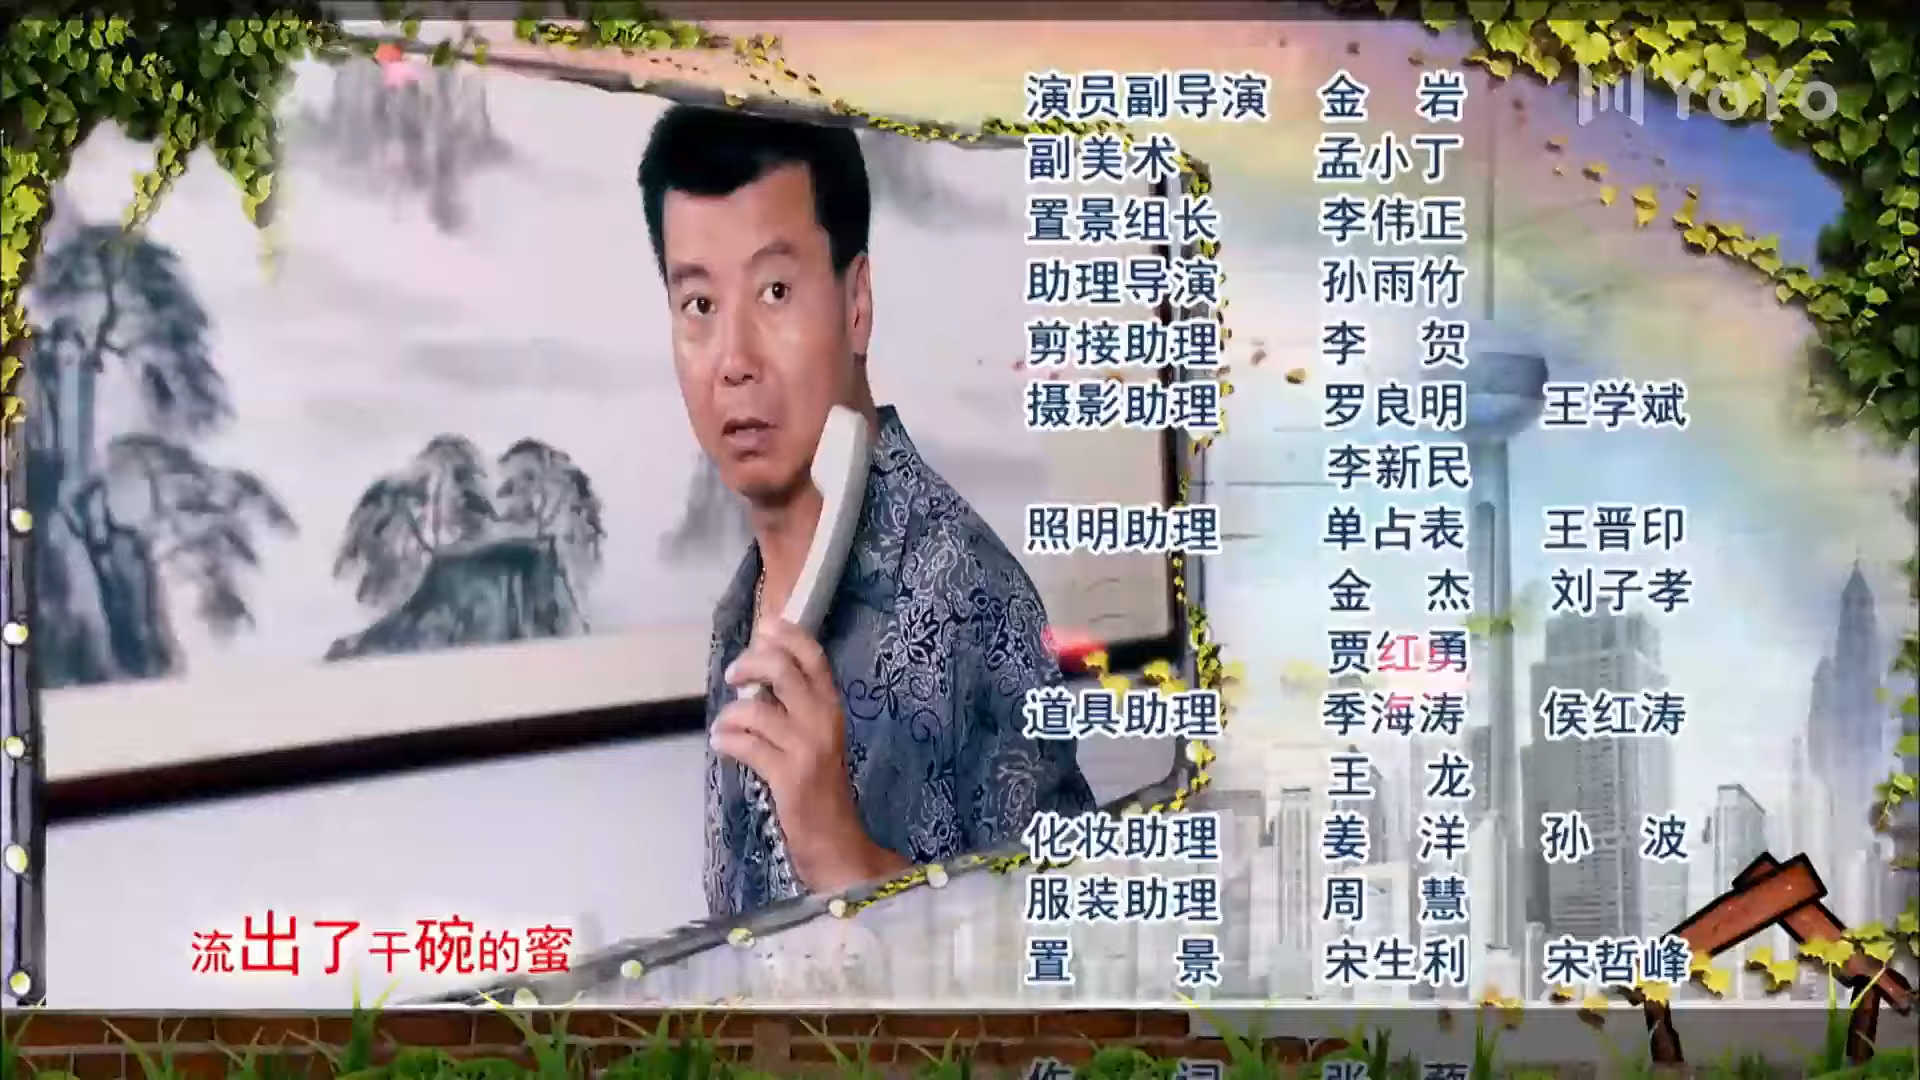 YOYO
演员副导演 金 岩
副美术 孟小丁
置景组长 李伟正
助理导演 孙雨竹
剪接助理 李 贺
摄影助理 罗良明 王学斌
李新民
照明助理 单占表 王晋印
金 杰 刘子孝
贾红勇
道具助理 季海涛 侯红涛
王 龙
化妆助理 姜 洋 孙 波
服装助理 周 慧
置 景 宋生利 宋哲峰
流出了干碗的蜜